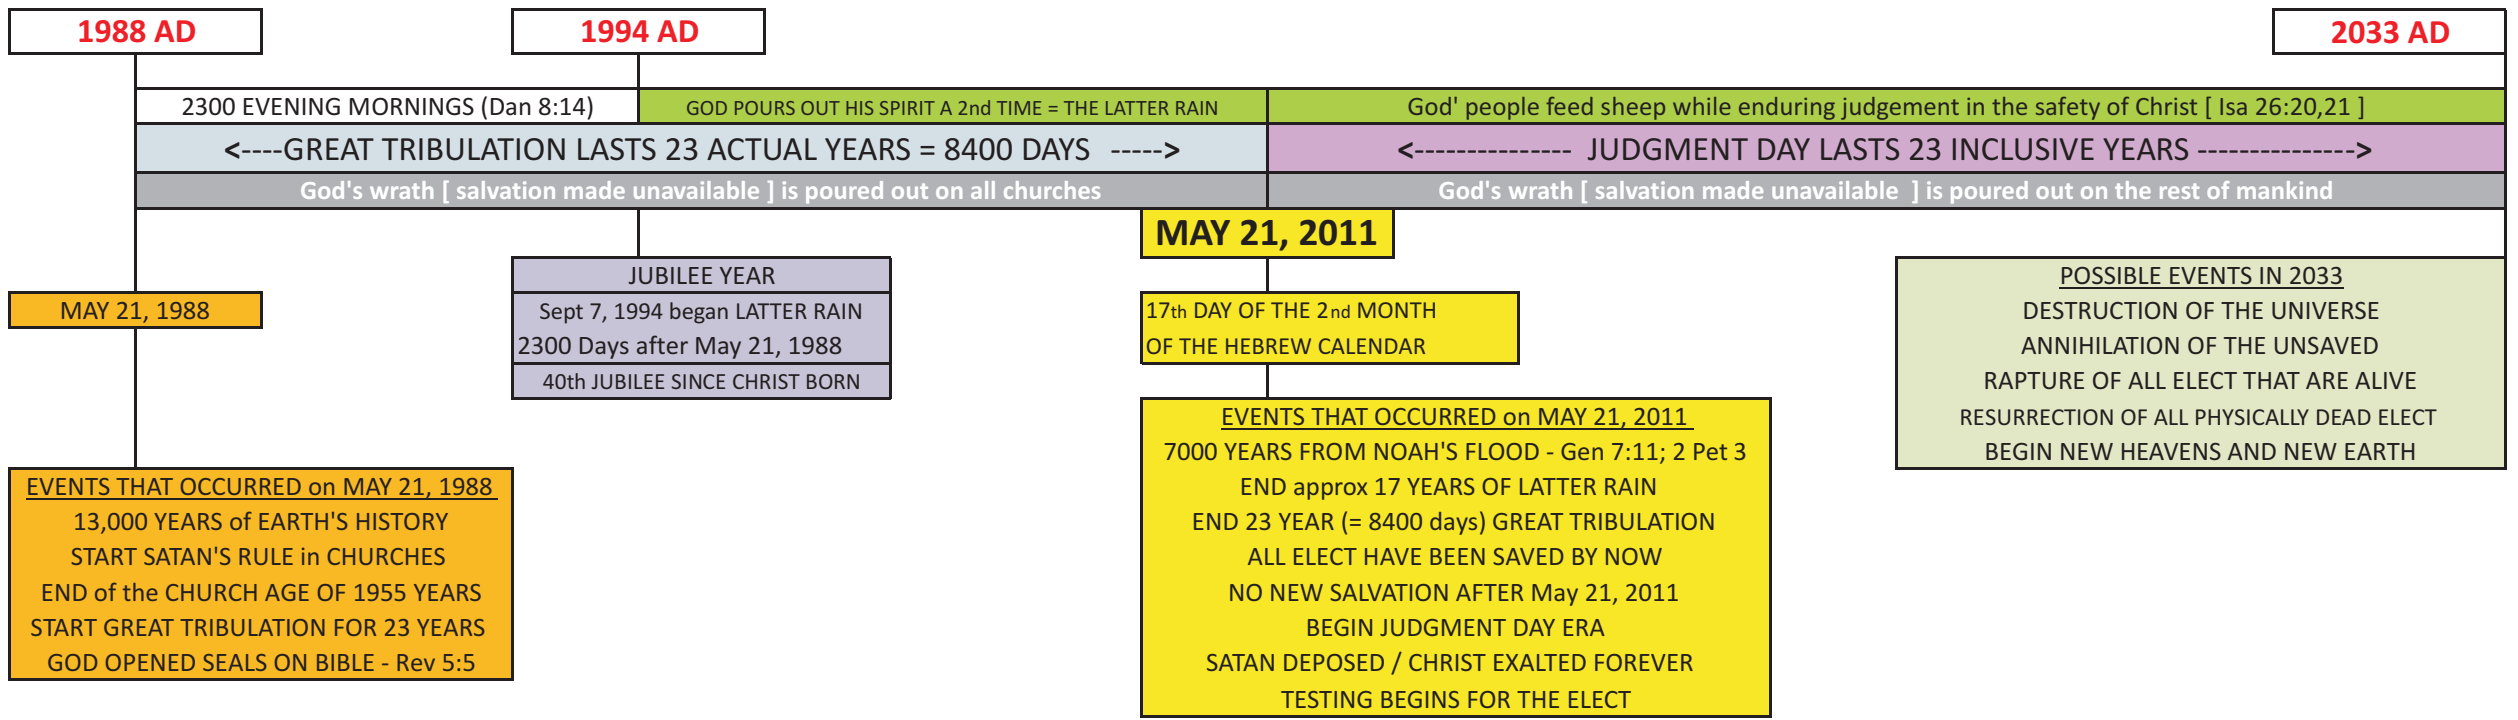 1988 AD
1994 AD
2033 AD
2300 EVENING MORNINGS (Dan 8:14)
GOD POURS OUT HIS SPIRIT A 2nd TIME = THE LATTER RAIN
God' people feed sheep while enduring judgement in the safety of Christ [ Isa 26:20,21 ]
<----GREAT TRIBULATION LASTS 23 ACTUAL YEARS = 8400 DAYS ----->
<--------------- JUDGMENT DAY LASTS 23 INCLUSIVE YEARS --------------->
God's wrath [ salvation made unavailable ] is poured out on all churches
God's wrath [ salvation made unavailable ] is poured out on the rest of mankind
MAY 21, 1988
EVENTS THAT OCCURRED on MAY 21, 1988
13,000 YEARS of EARTH'S HISTORY
START SATAN'S RULE in CHURCHES
END of the CHURCH AGE OF 1955 YEARS
START GREAT TRIBULATION FOR 23 YEARS
GOD OPENED SEALS ON BIBLE - Rev 5:5
JUBILEE YEAR
Sept 7, 1994 began LATTER RAIN
2300 Days after May 21, 1988
40th JUBILEE SINCE CHRIST BORN
MAY 21, 2011
17th DAY OF THE 2nd MONTH
OF THE HEBREW CALENDAR
EVENTS THAT OCCURRED on MAY 21, 2011
7000 YEARS FROM NOAH'S FLOOD - Gen 7:11; 2 Pet 3
END approx 17 YEARS OF LATTER RAIN
END 23 YEAR (= 8400 days) GREAT TRIBULATION
ALL ELECT HAVE BEEN SAVED BY NOW
NO NEW SALVATION AFTER May 21, 2011
BEGIN JUDGMENT DAY ERA
SATAN DEPOSED / CHRIST EXALTED FOREVER
TESTING BEGINS FOR THE ELECT
POSSIBLE EVENTS IN 2033
DESTRUCTION OF THE UNIVERSE
ANNIHILATION OF THE UNSAVED
RAPTURE OF ALL ELECT THAT ARE ALIVE
RESURRECTION OF ALL PHYSICALLY DEAD ELECT
BEGIN NEW HEAVENS AND NEW EARTH